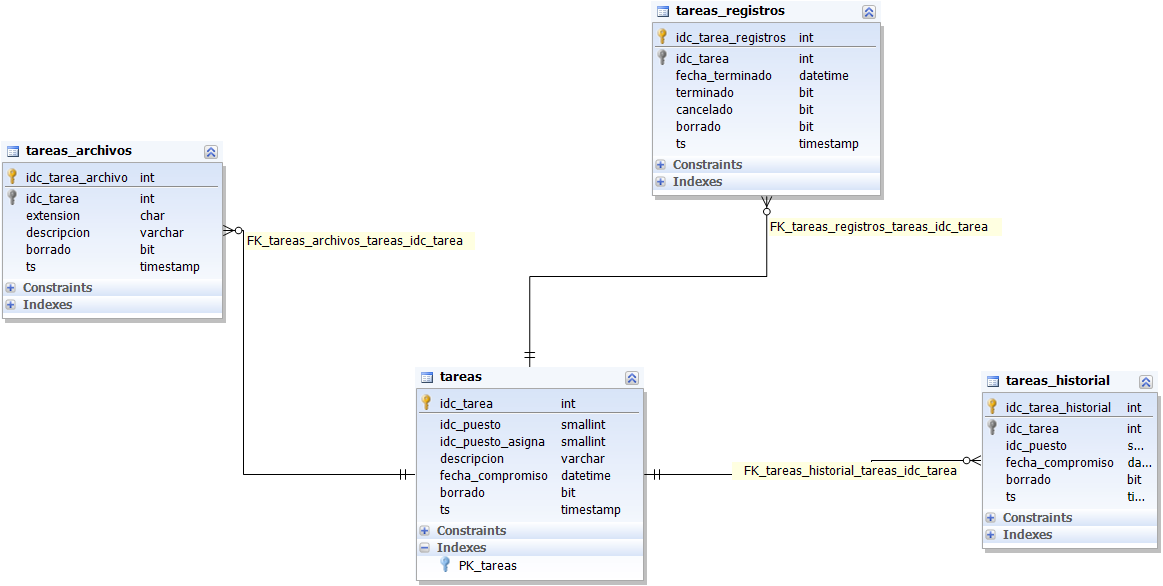 tareas_registros
idc_tarea_registros int
idc_tarea int
fecha_terminado datetime
terminado bit
cancelado bit
borrado bit
ts timestamp
Constraints
Indexes
tareas_archivos
idc_tarea_archivo int
idc_tarea int
extension char
descripcion varchar
borrado bit
ts timestamp
Constraints
Indexes
FK_tareas_archivos_tareas_idc_tarea
FK_tareas_registros_tareas_idc_tarea
tareas
idc_tarea int
idc_puesto smallint
idc_puesto_asigna smallint
descripcion varchar
fecha_compromiso datetime
borrado bit
ts timestamp
Constraints
Indexes
PK_tareas
FK_tareas_historial_tareas_idc_tarea
tareas_historial
idc_tarea_historial int
idc_tarea int
idc_puesto s...
fecha_compromiso da...
borrado bit
ts ti...
Constraints
Indexes